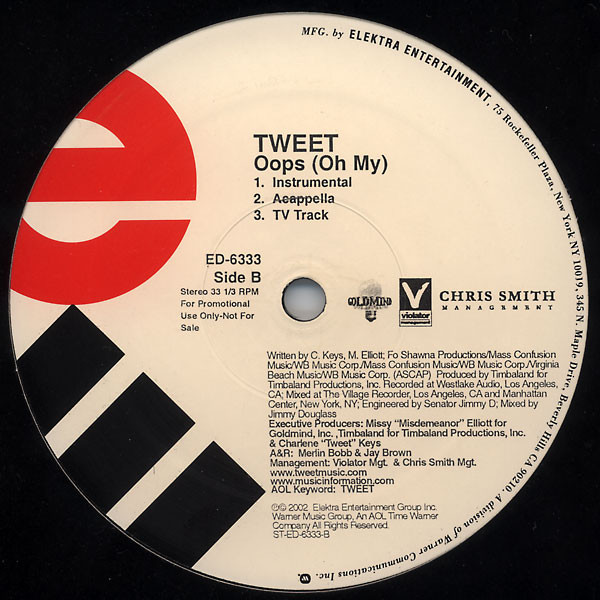 MFG. by ELEKTRA ENTERTAINMENT, 75 Rockefeller Plaza, New York NY 10019, 345 N. Maple Drive, Beverly Hills CA 90210. A division of Warner Communications Inc.
TWEET
Oops (Oh My)
1. Instrumental
2. Acappella
3. TV Track
ED-6333
Side B
Stereo 33 1/3 RPM
For Promotional
Use Only-Not For
Sale
GOLDMIND
V
violator
management
CHRIS SMITH
MANAGEMENT
Written by C. Keys, M. Elliott; Fo Shawna Productions/Mass Confusion
Music/WB Music Corp./Mass Confusion Music/WB Music Corp./Virginia
Beach Music/WB Music Corp. (ASCAP) Produced by Timbaland for
Timbaland Productions, Inc. Recorded at Westlake Audio, Los Angeles,
CA; Mixed at The Village Recorder, Los Angeles, CA and Manhattan
Center, New York, NY; Engineered by Senator Jimmy D; Mixed by
Jimmy Douglass
Executive Producers: Missy "Misdemeanor" Elliott for
Goldmind, Inc. ,Timbaland for Timbaland Productions, Inc.
& Charlene "Tweet" Keys
A&R: Merlin Bobb & Jay Brown
Management: Violator Mgt. & Chris Smith Mgt.
www.tweetmusic.com
www.musicinformation.com
AOL Keyword: TWEET
℗© 2002 Elektra Entertainment Group Inc.
Warner Music Group, An AOL Time Warner
Company All Rights Reserved.
ST-ED-6333-B